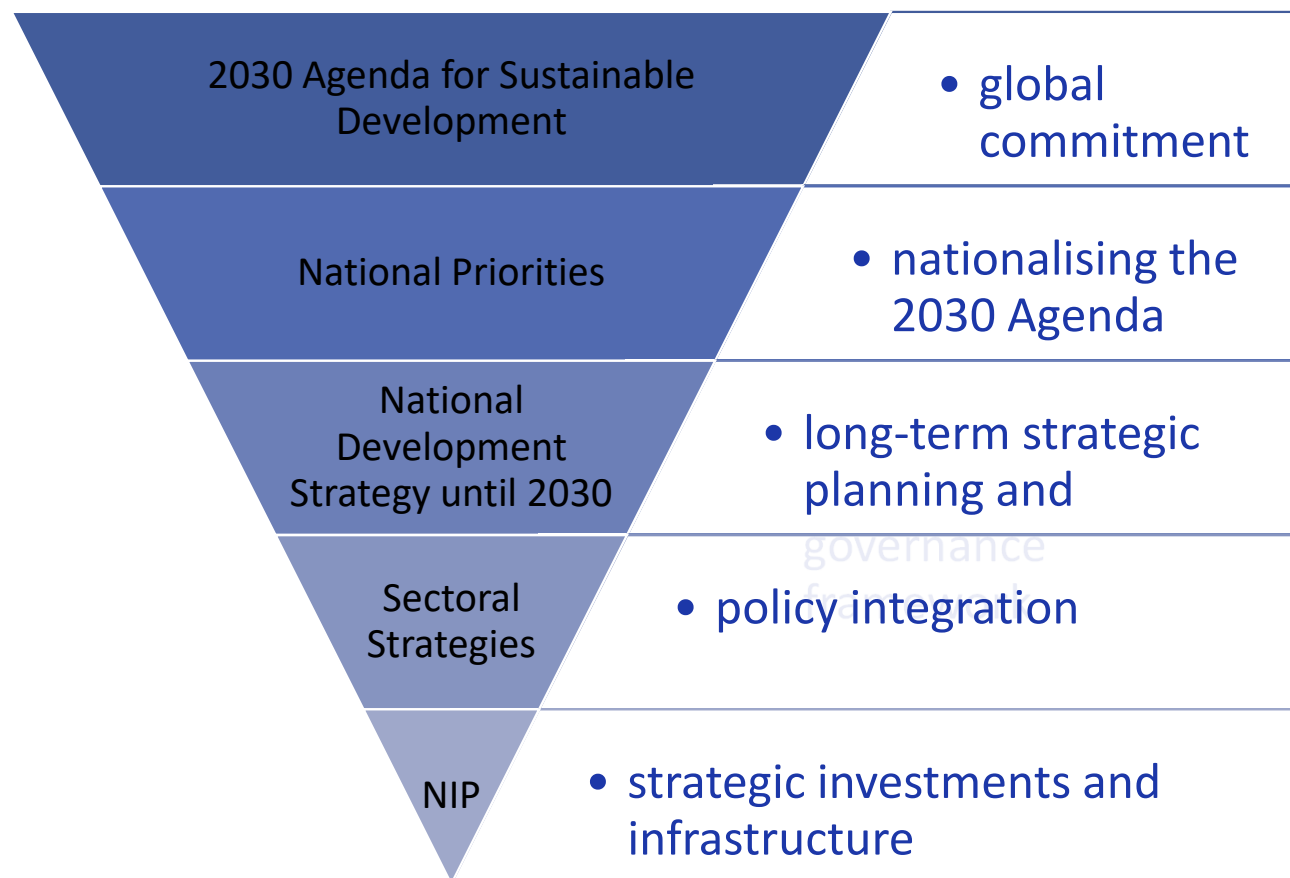 2030 Agenda for Sustainable
Development
• global
commitment
National Priorities
• nationalising the
2030 Agenda
National
Development
Strategy until 2030
• long-term strategic
planning and
governance
framework
Sectoral
Strategies
• policy integration
NIP
• strategic investments and
infrastructure